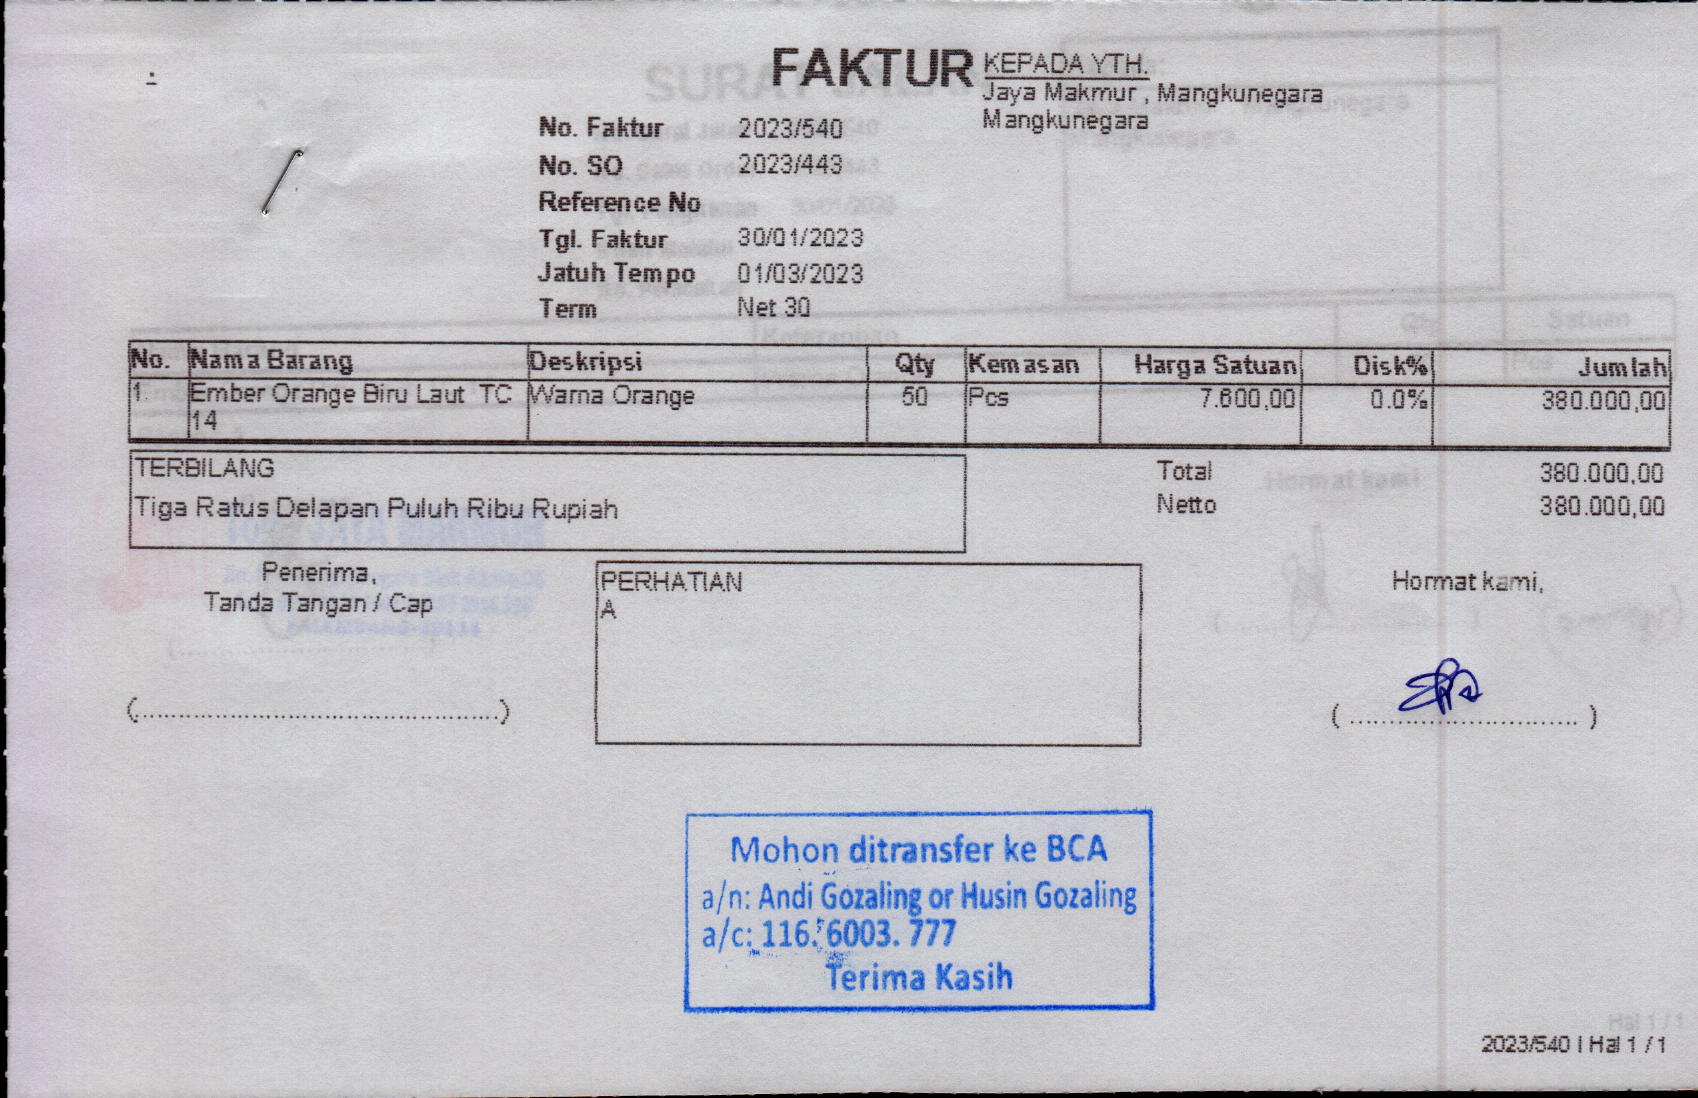 FAKTUR
KEPADA YTH.
Jaya Makmur , Mangkunegara
Mangkunegara
No. Faktur 2023/540
No. SO 2023/443
Reference No
Tgl. Faktur 30/01/2023
Jatuh Tempo 01/03/2023
Term Net 30
No. Nama Barang Deskripsi Qty Kemasan Harga Satuan Disk% Jumlah
1 Ember Orange Biru Laut TC Warna Orange 50 Pcs 7.600,00 0.0% 380.000,00
14
TERBILANG
Tiga Ratus Delapan Puluh Ribu Rupiah
Total 380.000,00
Netto 380.000,00
Penerima,
Tanda Tangan / Cap
(................................................)
PERHATIAN
A
Hormat kami,
( .............................. )
Mohon ditransfer ke BCA
a/n: Andi Gozaling or Husin Gozaling
a/c: 116. 6003. 777
Terima Kasih
2023/540 | Hal 1 / 1